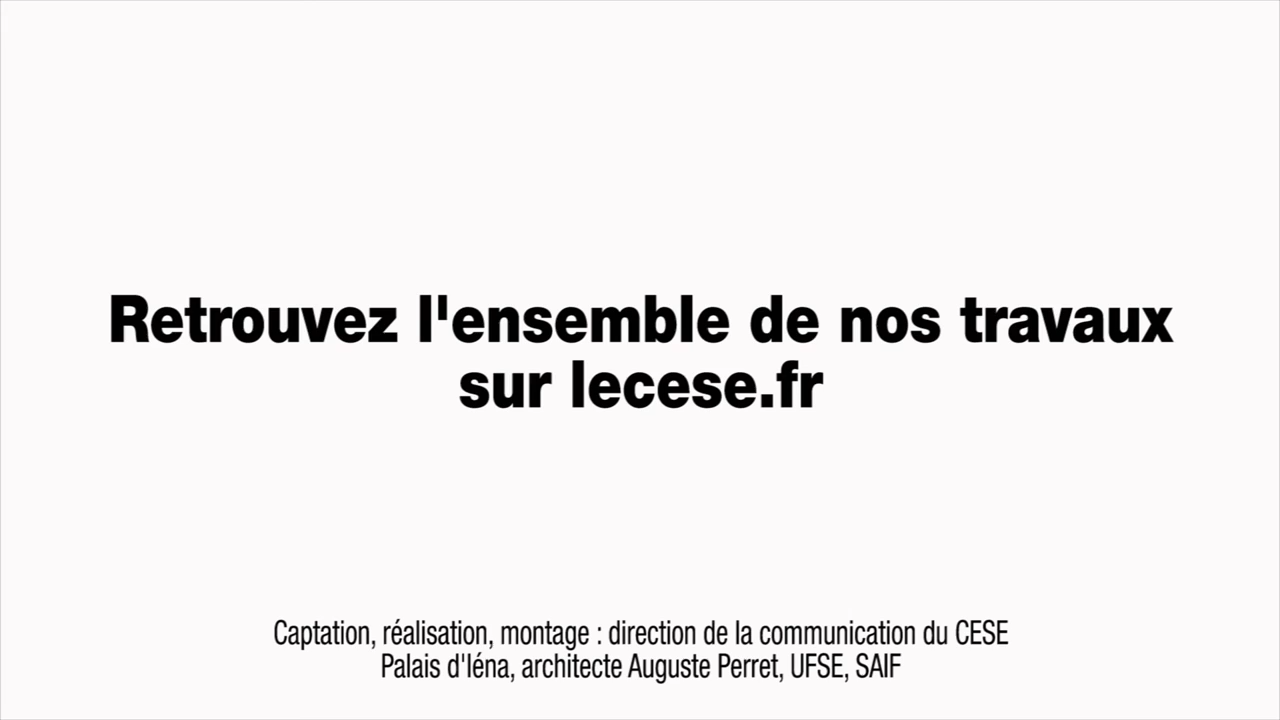 Retrouvez l'ensemble de nos travaux
sur lecese.fr
Captation, réalisation, montage : direction de la communication du CESE
Palais d'Iéna, architecte Auguste Perret, UFSE, SAIF